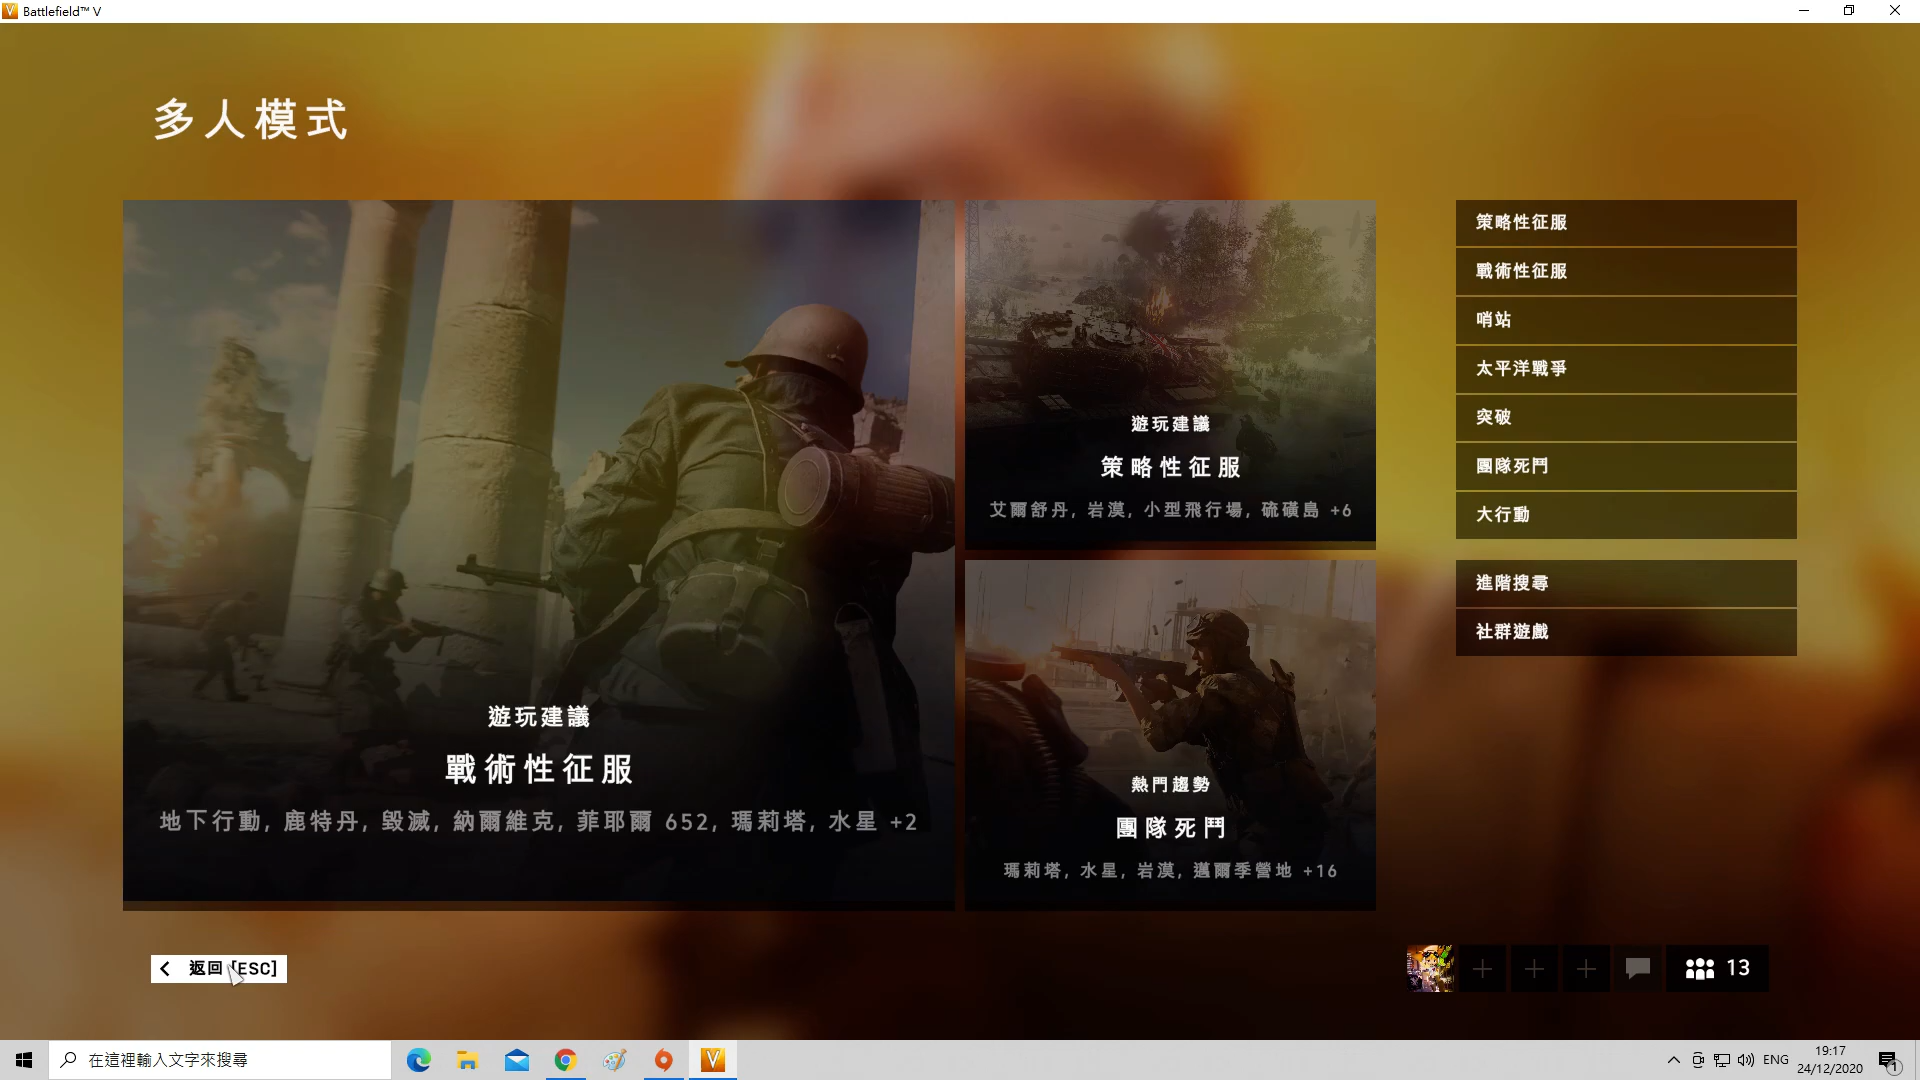 Battlefield™ V
多人模式
遊玩建議
戰術性征服
地下行動, 鹿特丹, 毀滅, 納爾維克, 菲耶爾 652, 瑪莉塔, 水星 +2
遊玩建議
策略性征服
艾爾舒丹, 岩漠, 小型飛行場, 硫磺島 +6
熱門趨勢
團隊死鬥
瑪莉塔, 水星, 岩漠, 邁爾季營地 +16
策略性征服
戰術性征服
哨站
太平洋戰爭
突破
團隊死鬥
大行動
進階搜尋
社群遊戲
返回 [ESC]
13
在這裡輸入文字來搜尋
ENG
19:17
24/12/2020
1